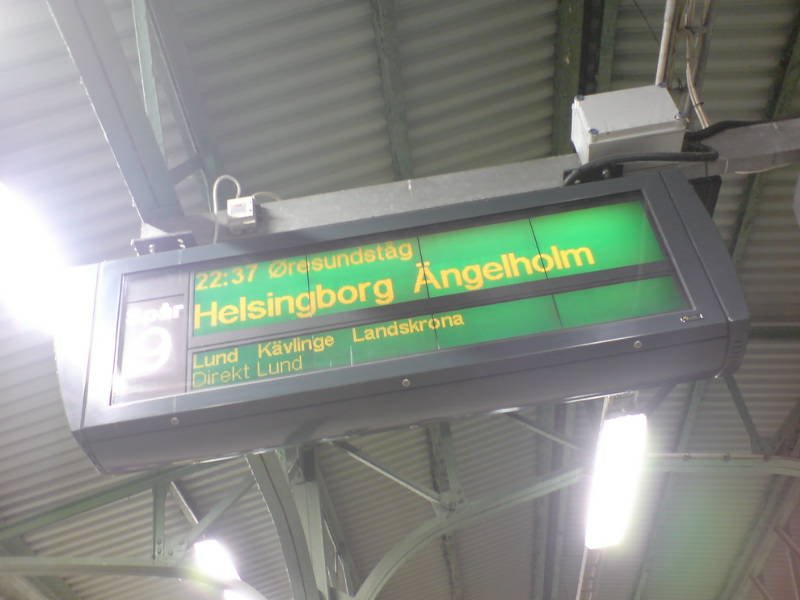 22:37 Øresundståg
Helsingborg Ängelholm
Spår
9
Lund Kävlinge Landskrona
Direkt Lund